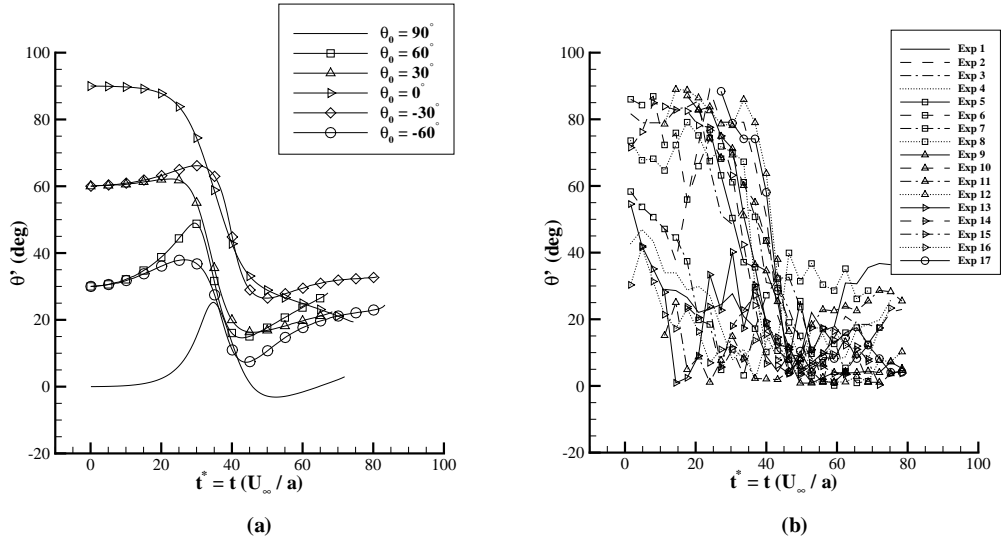 θ₀ = 90°
θ₀ = 60°
θ₀ = 30°
θ₀ = 0°
θ₀ = -30°
θ₀ = -60°
100
80
60
40
20
0
-20
θ' (deg)
0 20 40 60 80 100
t* = t (U∞ / a)
(a)
Exp 1
Exp 2
Exp 3
Exp 4
Exp 5
Exp 6
Exp 7
Exp 8
Exp 9
Exp 10
Exp 11
Exp 12
Exp 13
Exp 14
Exp 15
Exp 16
Exp 17
100
80
60
40
20
0
-20
θ' (deg)
0 20 40 60 80 100
t* = t (U∞ / a)
(b)